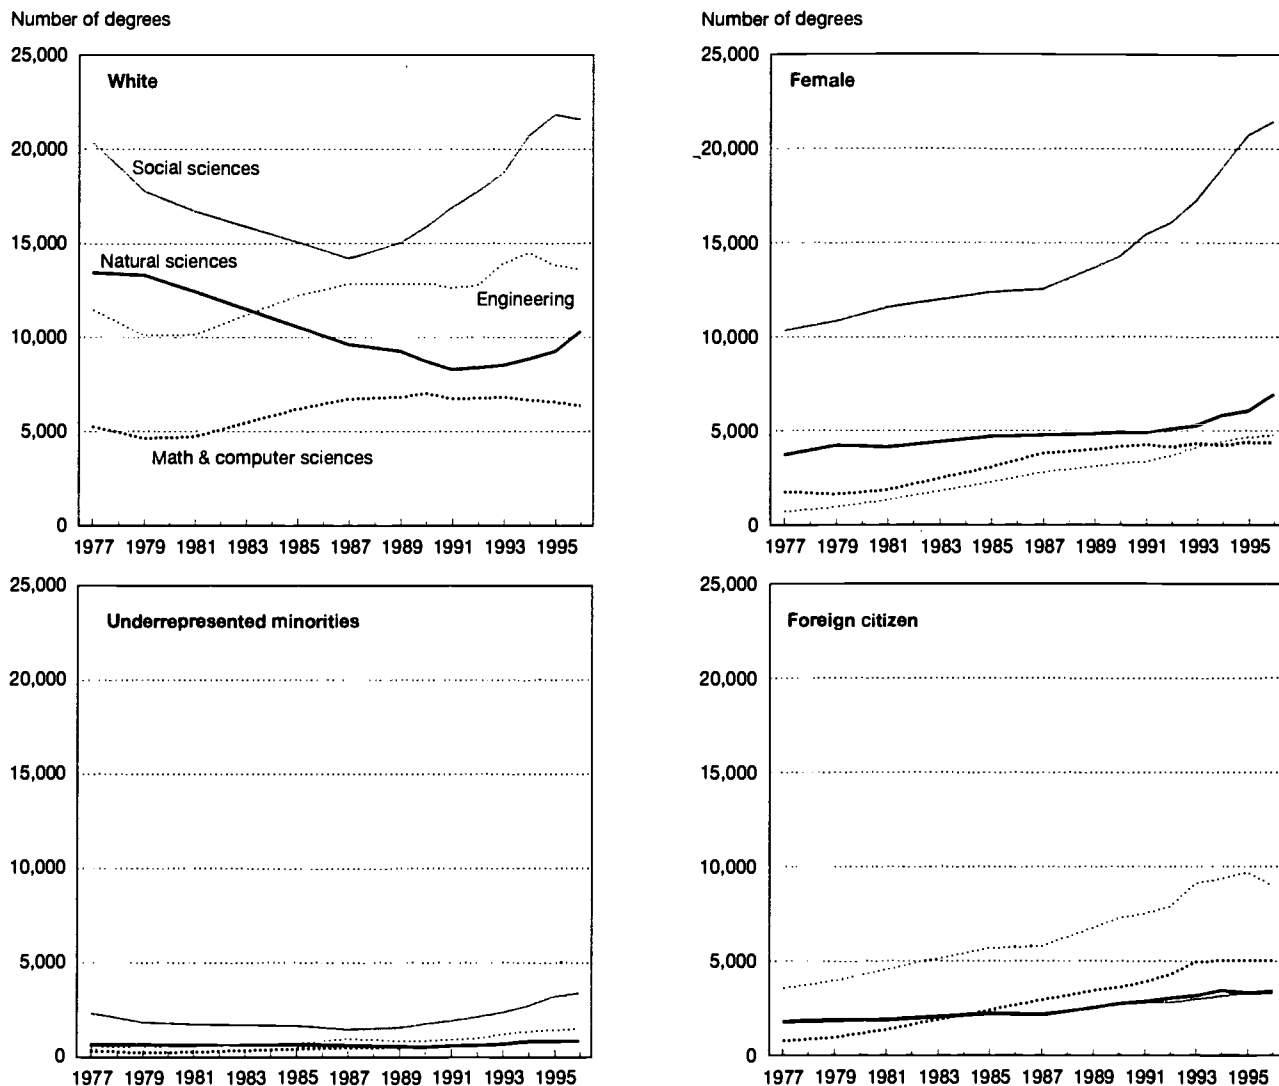 Number of degrees
25,000
White
20,000
Social sciences
15,000
Natural sciences
Engineering
10,000
5,000
Math & computer sciences
0
1977 1979 1981 1983 1985 1987 1989 1991 1993 1995
Number of degrees
25,000
Female
20,000
15,000
10,000
5,000
0
1977 1979 1981 1983 1985 1987 1989 1991 1993 1995
25,000
Underrepresented minorities
20,000
15,000
10,000
5,000
0
1977 1979 1981 1983 1985 1987 1989 1991 1993 1995
25,000
Foreign citizen
20,000
15,000
10,000
5,000
0
1977 1979 1981 1983 1985 1987 1989 1991 1993 1995